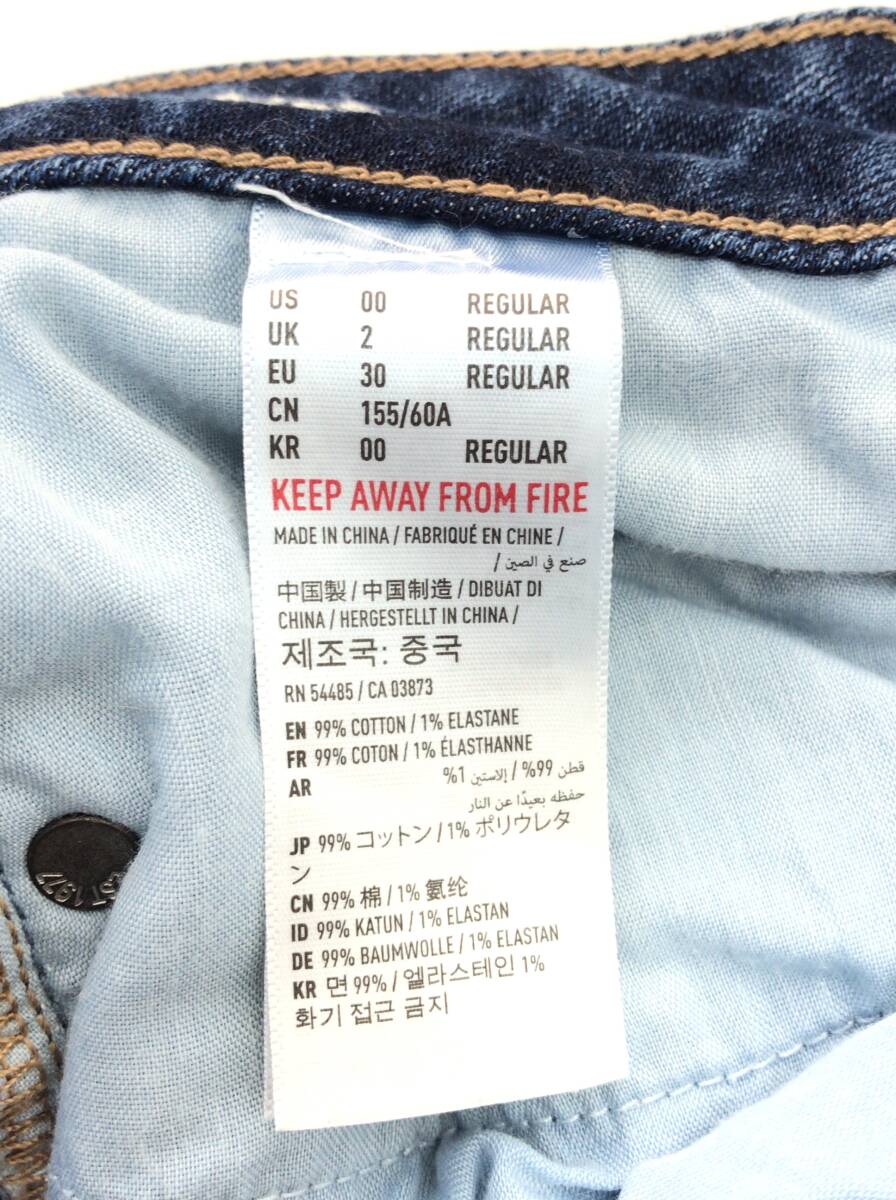 US 00 REGULAR
UK 2 REGULAR
EU 30 REGULAR
CN 155/60A
KR 00 REGULAR
KEEP AWAY FROM FIRE
MADE IN CHINA / FABRIQUÉ EN CHINE /
صنع في الصين /
中国製 / 中国制造 / DIBUAT DI
CHINA / HERGESTELLT IN CHINA /
제조국: 중국
RN 54485 / CA 03873
EN 99% COTTON / 1% ELASTANE
FR 99% COTON / 1% ÉLASTHANNE
AR قطن 99% / إلاستين 1%
حفظه بعيدًا عن النار
JP 99% コットン / 1% ポリウレタ
ン
CN 99% 棉 / 1% 氨纶
ID 99% KATUN / 1% ELASTAN
DE 99% BAUMWOLLE / 1% ELASTAN
KR 면 99% / 엘라스테인 1%
화기 접근 금지
1977